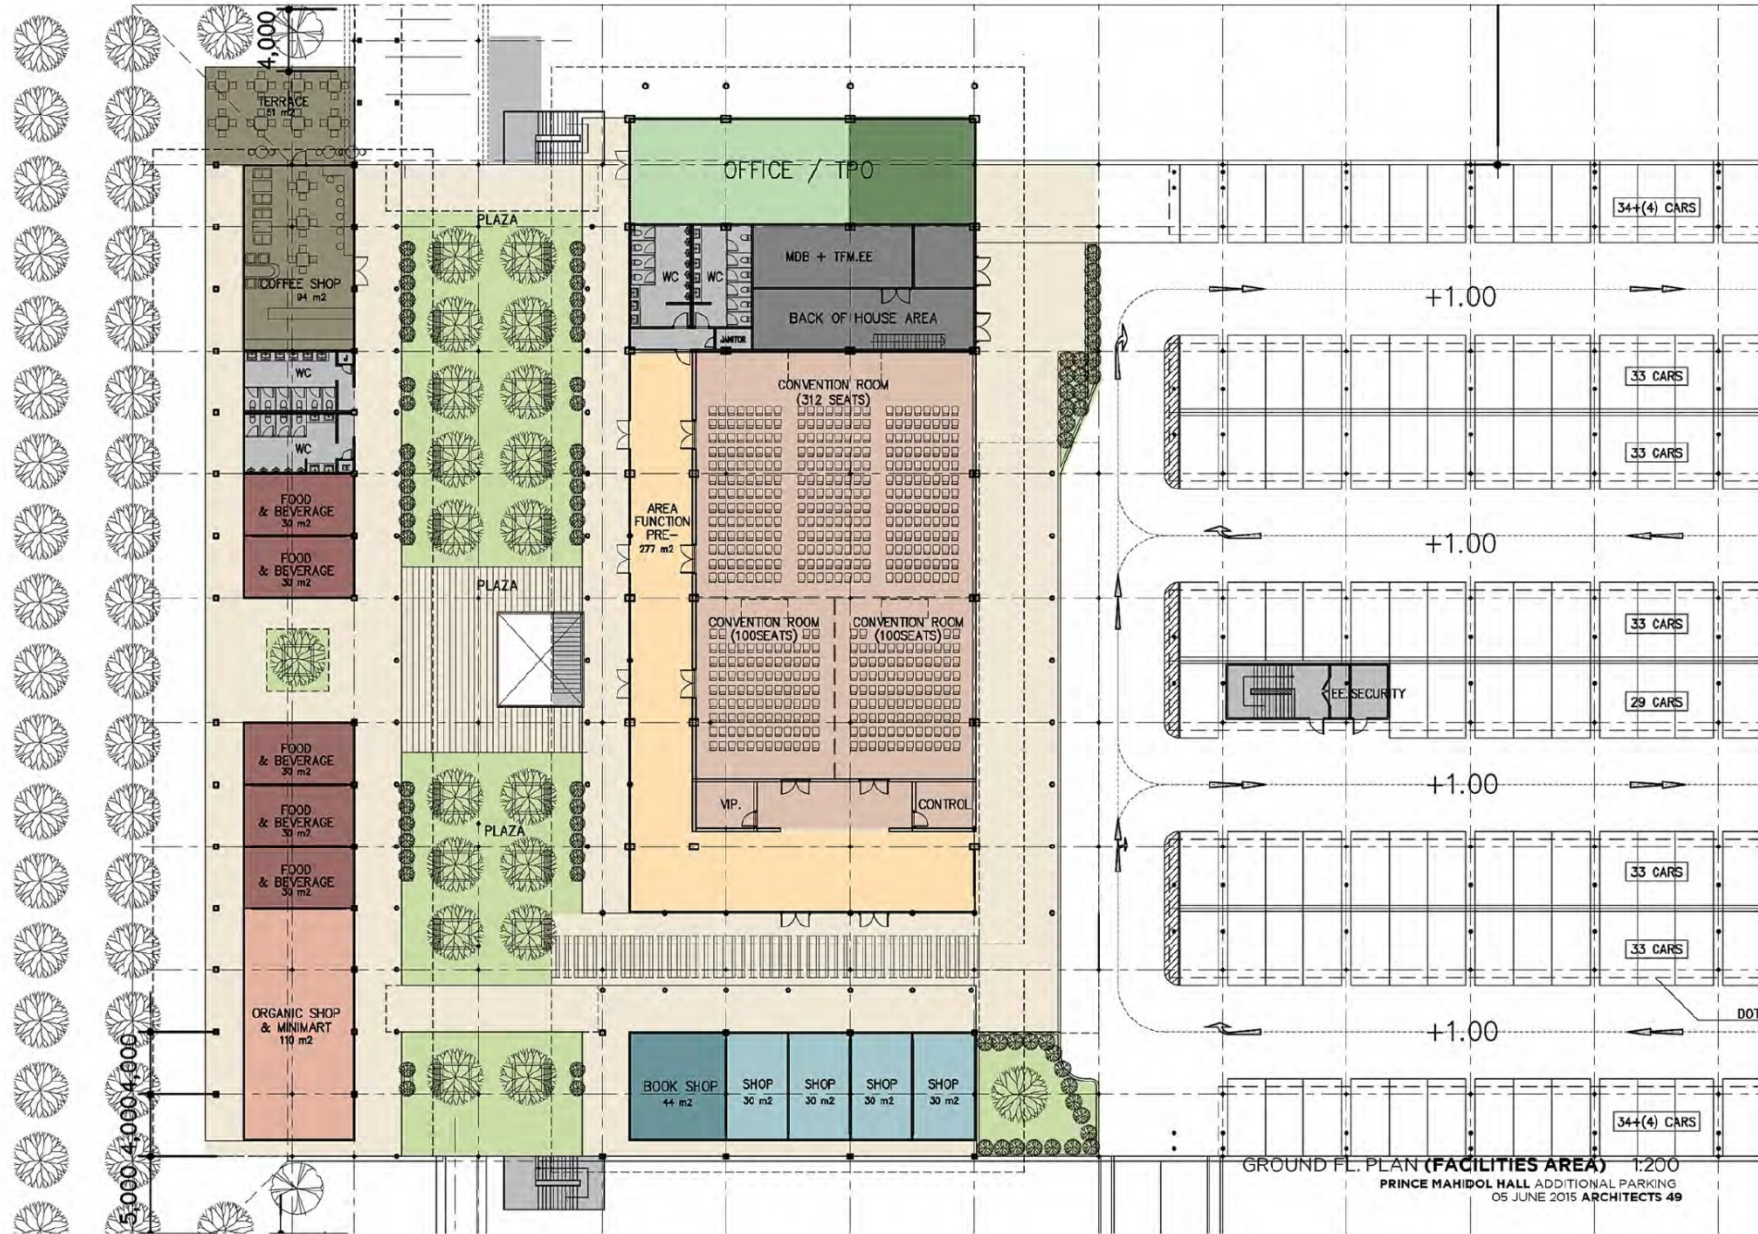 4,000
TERRACE
51 m2
OFFICE / TPO
34+(4) CARS
PLAZA
COFFEE SHOP
94 m2
WC
WC
MDB + TFM.EE
+1.00
BACK OF HOUSE AREA
JANITOR
WC
J
CONVENTION ROOM
(312 SEATS)
33 CARS
WC
33 CARS
FOOD
& BEVERAGE
30 m2
AREA
FUNCTION
PRE-
277 m2
+1.00
FOOD
& BEVERAGE
30 m2
PLAZA
CONVENTION ROOM
(100SEATS)
CONVENTION ROOM
(100SEATS)
33 CARS
EE.
SECURITY
29 CARS
FOOD
& BEVERAGE
30 m2
+1.00
VIP.
CONTROL
FOOD
& BEVERAGE
30 m2
PLAZA
FOOD
& BEVERAGE
30 m2
33 CARS
33 CARS
ORGANIC SHOP
& MINIMART
110 m2
DOT
+1.00
5,000 4,000 4,000
BOOK SHOP
44 m2
SHOP
30 m2
SHOP
30 m2
SHOP
30 m2
SHOP
30 m2
34+(4) CARS
GROUND FL. PLAN (FACILITIES AREA) 1:200
PRINCE MAHIDOL HALL ADDITIONAL PARKING
05 JUNE 2015 ARCHITECTS 49